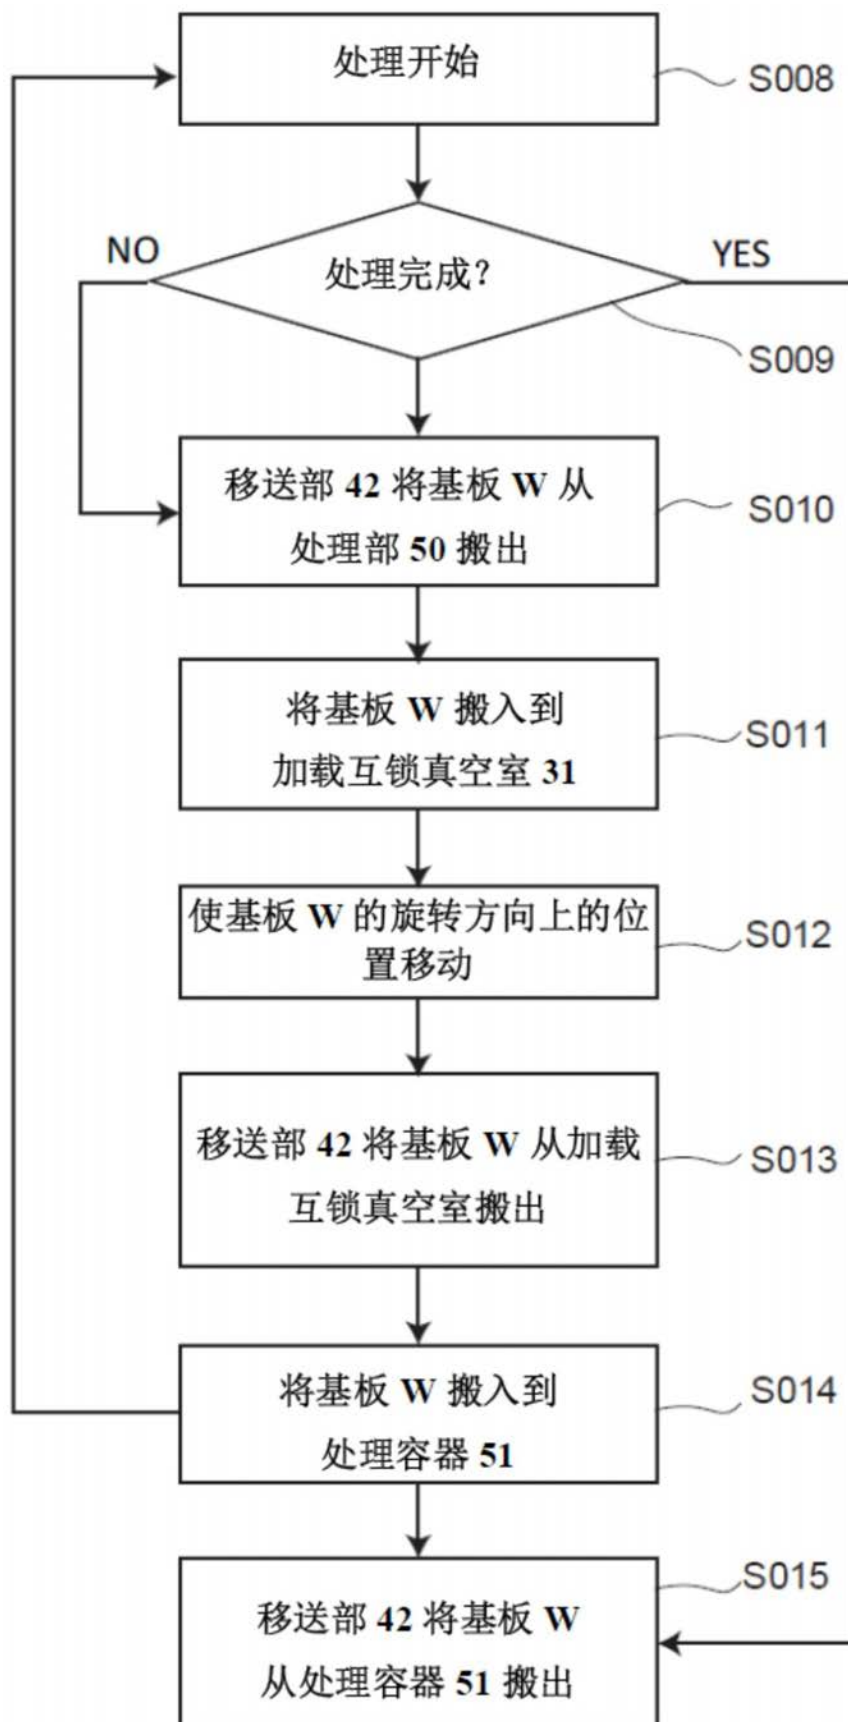 处理开始
S008
NO
处理完成?
YES
S009
移送部 42 将基板 W 从
处理部 50 搬出
S010
将基板 W 搬入到
加载互锁真空室 31
S011
使基板 W 的旋转方向上的位
置移动
S012
移送部 42 将基板 W 从加载
互锁真空室搬出
S013
将基板 W 搬入到
处理容器 51
S014
移送部 42 将基板 W
从处理容器 51 搬出
S015